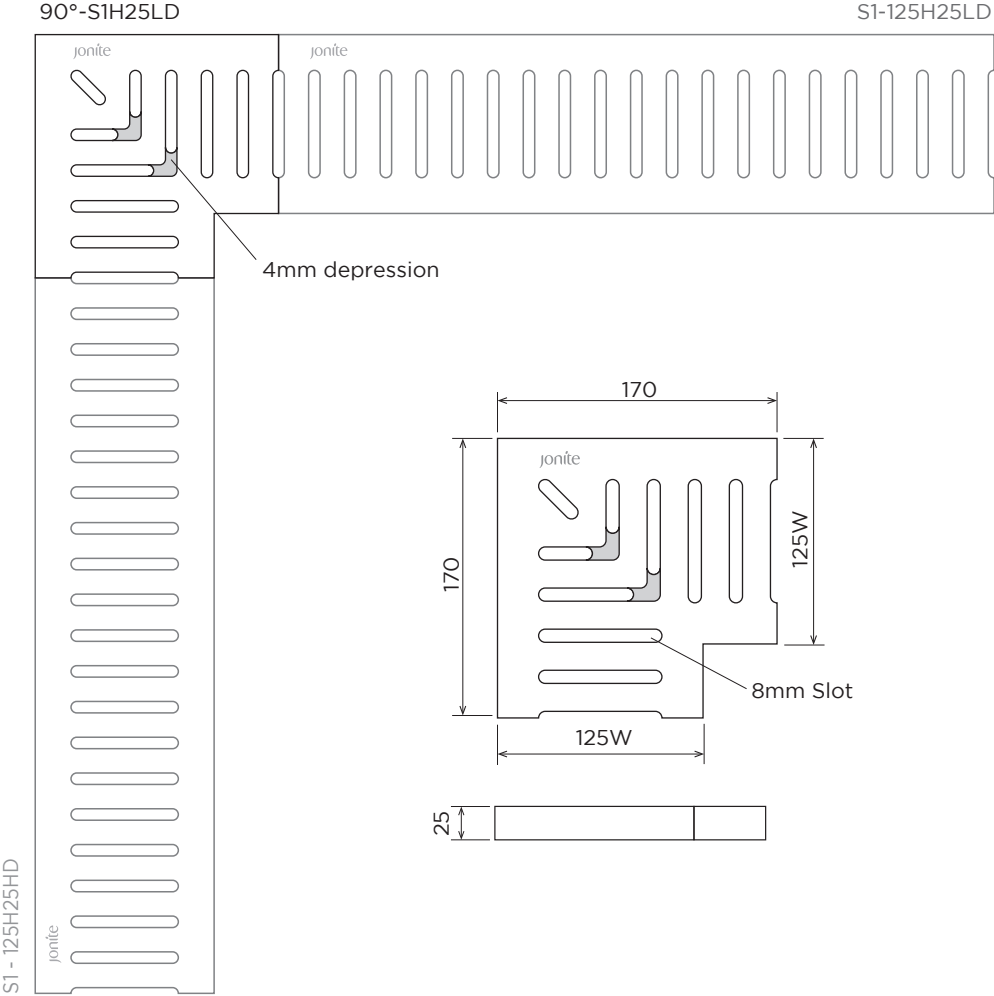 90°-S1H25LD
S1-125H25LD
jonite
jonite
4mm depression
170
jonite
170
125W
8mm Slot
125W
25
S1 - 125H25HD
jonite